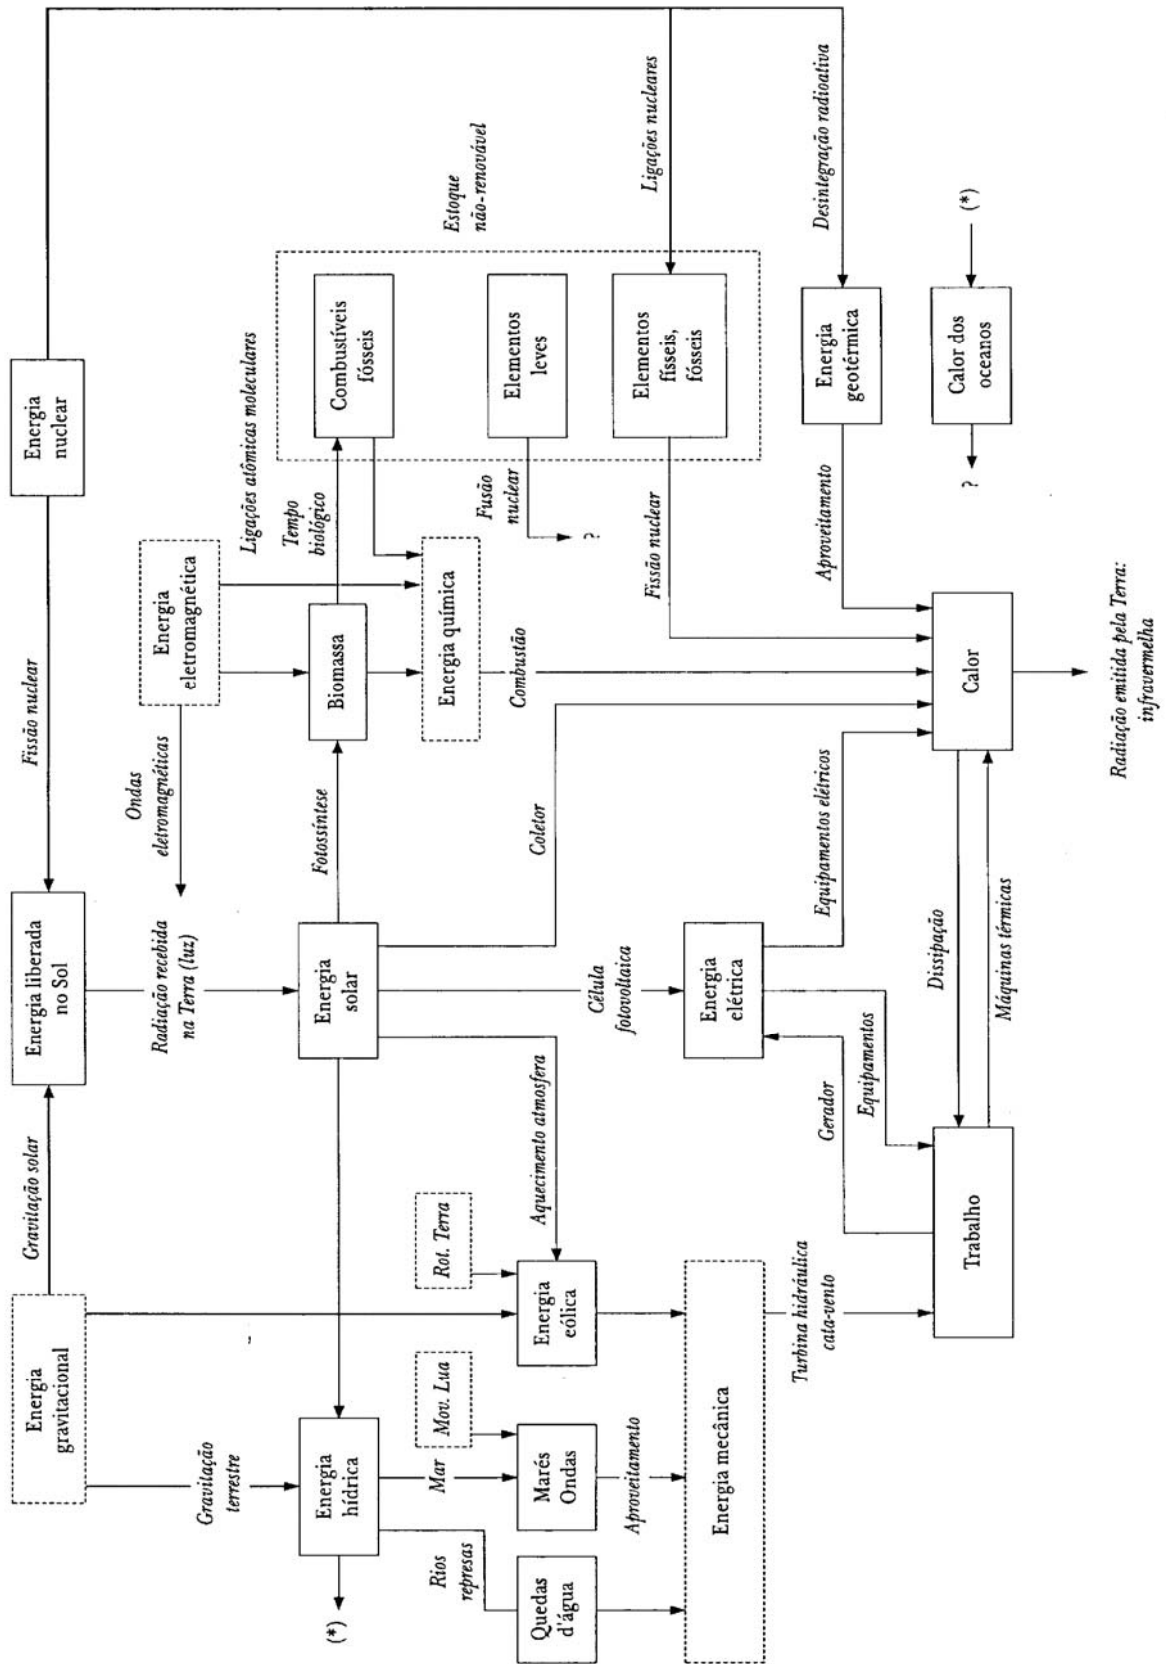 Energia
gravitacional
Gravitação solar
Energia liberada
no Sol
Fissão nuclear
Energia
nuclear
Gravitação
terrestre
Radiação recebida
na Terra (luz)
Ondas
eletromagnéticas
Energia
eletromagnética
Ligações atômicas moleculares
(*)
Energia
hídrica
Energia
solar
Fotossíntese
Biomassa
Tempo
biológico
Combustíveis
fósseis
Estoque
não-renovável
Rios
represas
Mar
Mov. Lua
Rot. Terra
Energia química
Quedas
d'água
Marés
Ondas
Energia
eólica
Aquecimento atmosfera
Célula
fotovoltaica
Coletor
Combustão
Fusão
nuclear
?
Elementos
leves
Aproveitamento
Energia mecânica
Energia
elétrica
Fissão nuclear
Elementos
físseis,
fósseis
Ligações nucleares
Turbina hidráulica
cata-vento
Gerador
Equipamentos
Equipamentos elétricos
Aproveitamento
Energia
geotérmica
Desintegração radioativa
Trabalho
Dissipação
Máquinas térmicas
Calor
?
Calor dos
oceanos
(*)
Radiação emitida pela Terra:
infravermelha